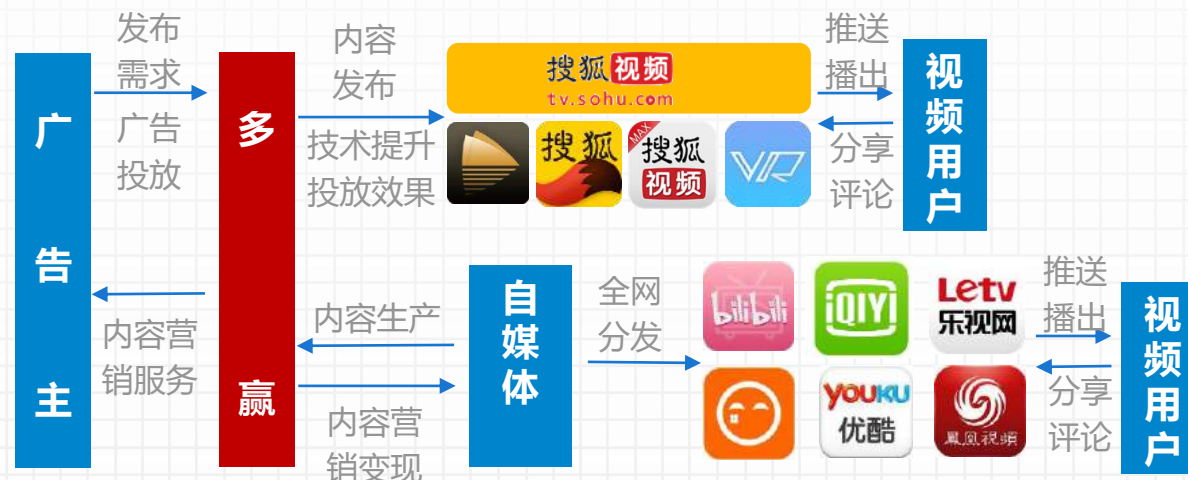 广告主
发布
需求
广告
投放
内容营
销服务
多赢
内容
发布
技术提升
投放效果
搜狐视频
tv.sohu.com
搜狐
MAX
搜狐
视频
VR
推送
播出
分享
评论
视频用户
内容生产
内容营
销变现
自媒体
全网
分发
bilibili
iQIYI
Letv
乐视网
YOUKU
优酷
鳳凰视頻
推送
播出
分享
评论
视频用户